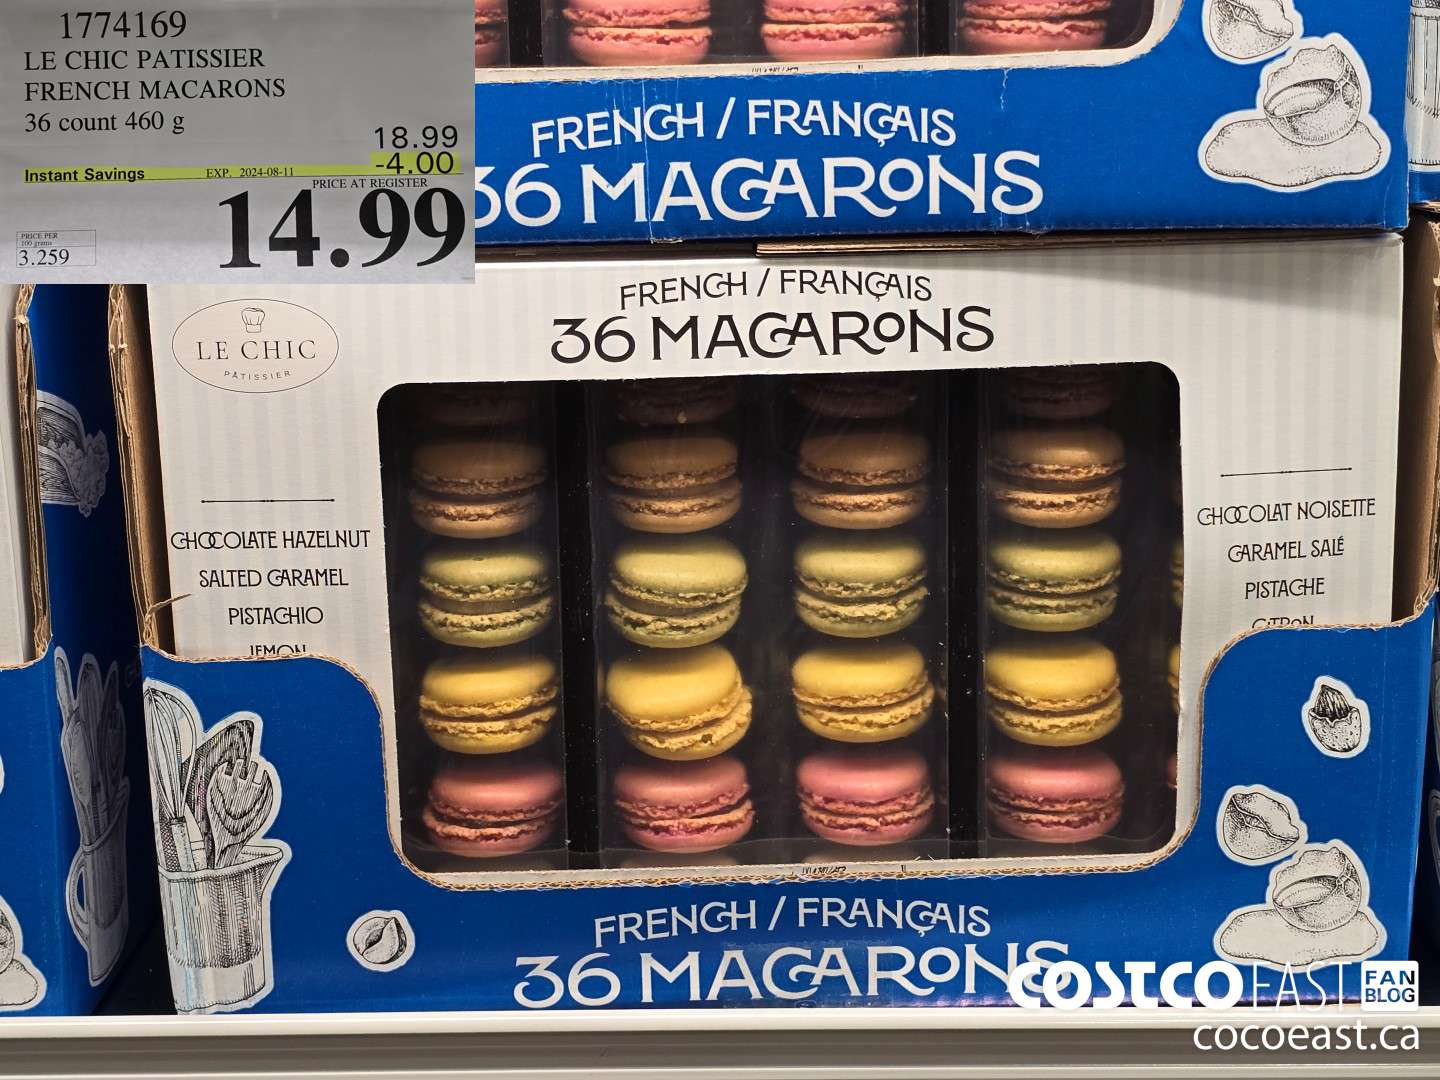 1774169
LE CHIC PATISSIER
FRENCH MACARONS
36 count 460 g
18.99
-4.00
Instant Savings EXP. 2024-08-11
PRICE AT REGISTER
14.99
PRICE PER
100 grams
3.259
FRENCH / FRANÇAIS
36 MACARONS
LE CHIC
PÂTISSIER
FRENCH / FRANÇAIS
36 MACARONS
CHOCOLATE HAZELNUT
SALTED CARAMEL
PISTACHIO
LEMON
CHOCOLAT NOISETTE
CARAMEL SALÉ
PISTACHE
CITRON
FRENCH / FRANÇAIS
36 MACARONS
COSTCO EAST FAN
BLOG
cocoeast.ca